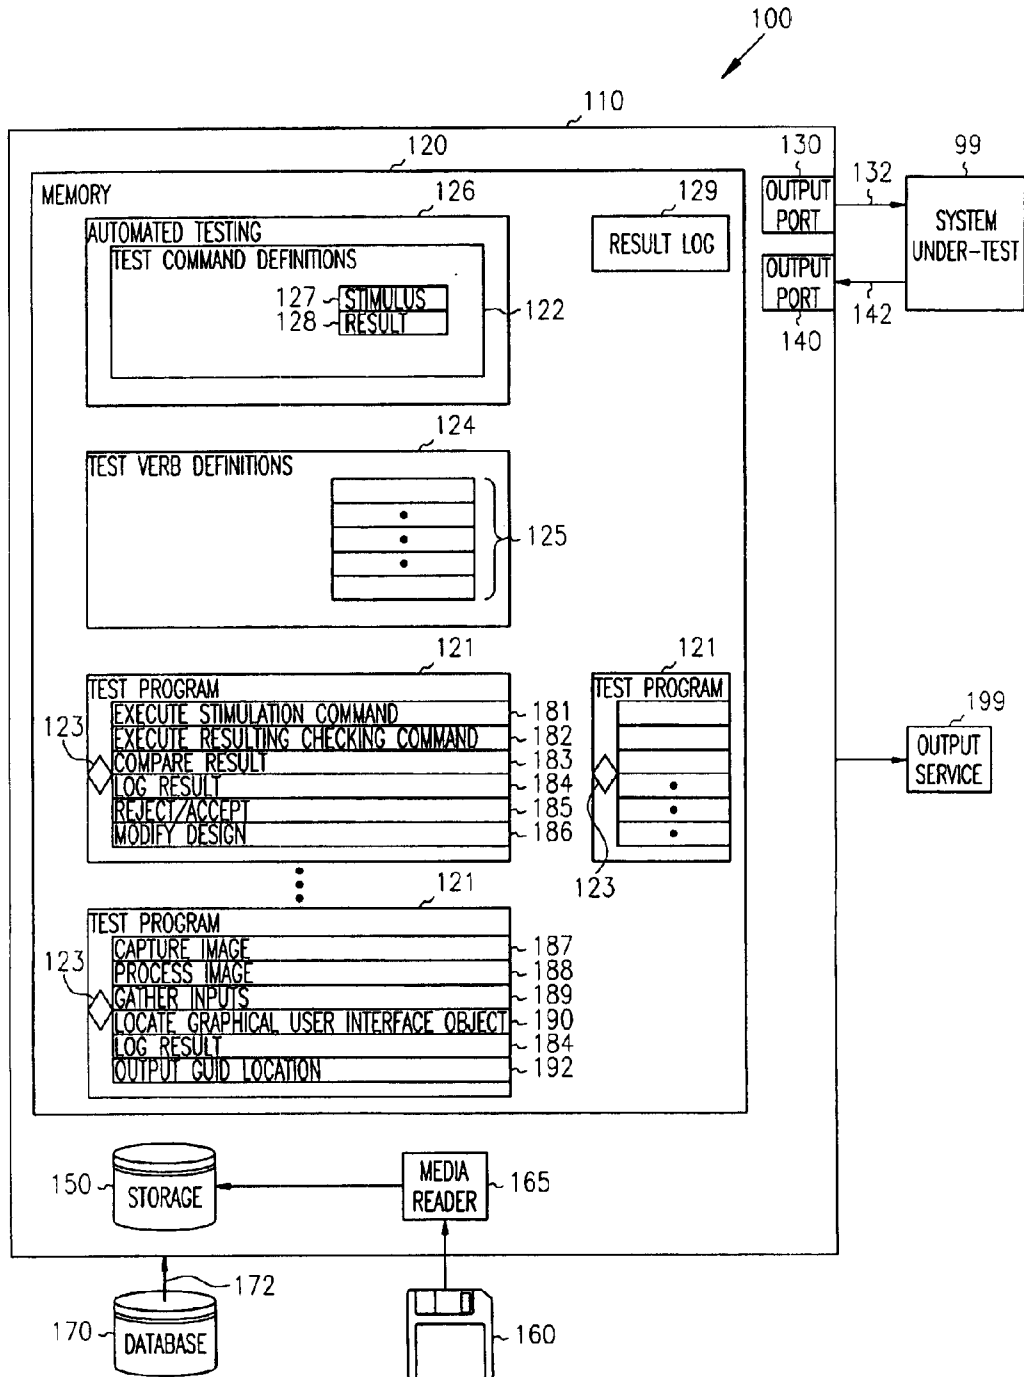 100
110
120
130
132
99
MEMORY
126
129
OUTPUT
PORT
SYSTEM
UNDER-TEST
AUTOMATED TESTING
TEST COMMAND DEFINITIONS
RESULT LOG
127
STIMULUS
128
RESULT
122
OUTPUT
PORT
142
140
124
TEST VERB DEFINITIONS
125
121
TEST PROGRAM
123
EXECUTE STIMULATION COMMAND
181
EXECUTE RESULTING CHECKING COMMAND
182
COMPARE RESULT
183
LOG RESULT
184
REJECT/ACCEPT
185
MODIFY DESIGN
186
121
TEST PROGRAM
123
199
OUTPUT
SERVICE
121
TEST PROGRAM
123
CAPTURE IMAGE
187
PROCESS IMAGE
188
GATHER INPUTS
189
LOCATE GRAPHICAL USER INTERFACE OBJECT
190
LOG RESULT
184
OUTPUT GUID LOCATION
192
150
STORAGE
MEDIA
READER
165
172
170
DATABASE
160